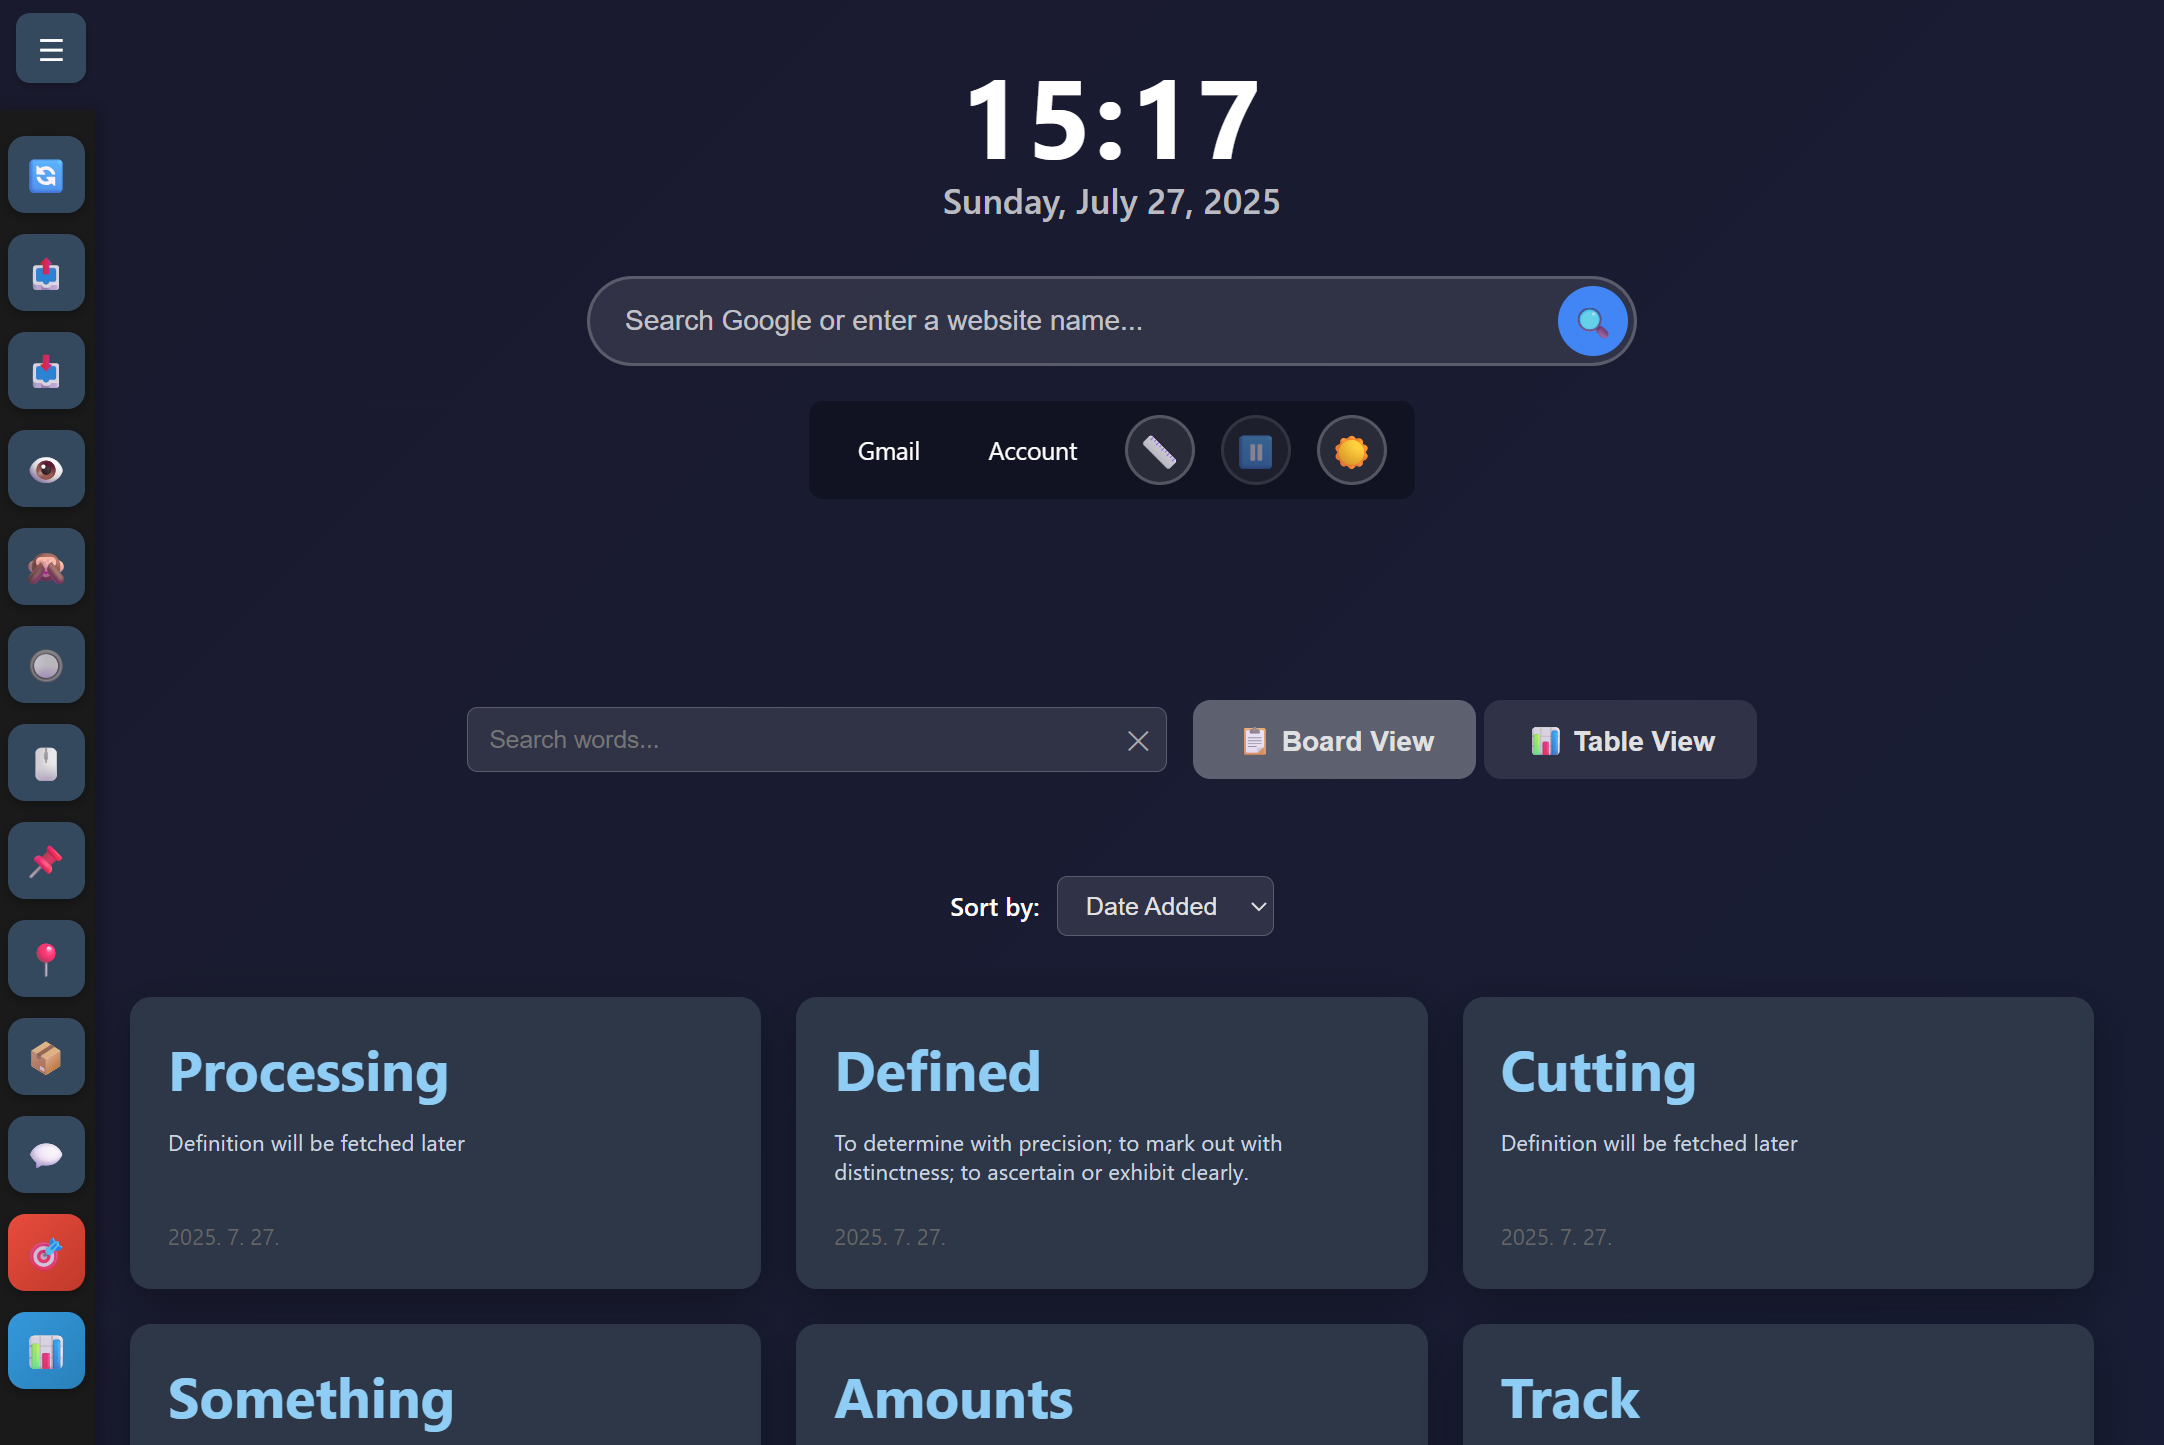 15:17
Sunday, July 27, 2025
Search Google or enter a website name...
Gmail Account
Search words... Board View Table View
Sort by: Date Added
Processing
Definition will be fetched later
2025. 7. 27.
Defined
To determine with precision; to mark out with
distinctness; to ascertain or exhibit clearly.
2025. 7. 27.
Cutting
Definition will be fetched later
2025. 7. 27.
Something
Amounts
Track